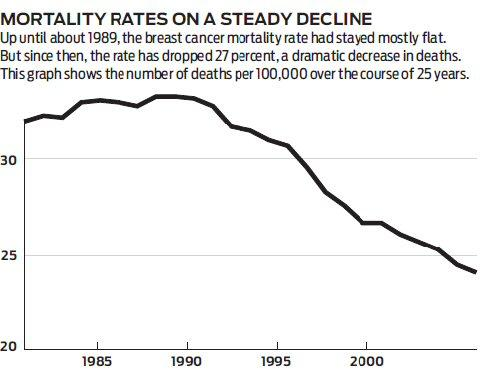 MORTALITY RATES ON A STEADY DECLINE
Up until about 1989, the breast cancer mortality rate had stayed mostly flat.
But since then, the rate has dropped 27 percent, a dramatic decrease in deaths.
This graph shows the number of deaths per 100,000 over the course of 25 years.
30
25
20
1985 1990 1995 2000